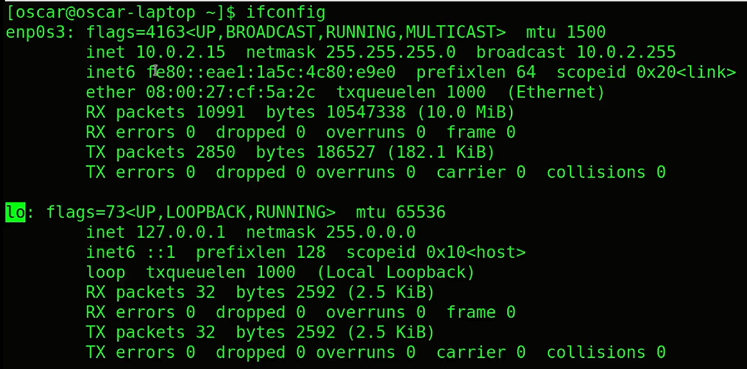 [oscar@oscar-laptop ~]$ ifconfig
enp0s3: flags=4163<UP,BROADCAST,RUNNING,MULTICAST>  mtu 1500
        inet 10.0.2.15  netmask 255.255.255.0  broadcast 10.0.2.255
        inet6 fe80::eae1:1a5c:4c80:e9e0  prefixlen 64  scopeid 0x20<link>
        ether 08:00:27:cf:5a:2c  txqueuelen 1000  (Ethernet)
        RX packets 10991  bytes 10547338 (10.0 MiB)
        RX errors 0  dropped 0  overruns 0  frame 0
        TX packets 2850  bytes 186527 (182.1 KiB)
        TX errors 0  dropped 0 overruns 0  carrier 0  collisions 0

lo: flags=73<UP,LOOPBACK,RUNNING>  mtu 65536
        inet 127.0.0.1  netmask 255.0.0.0
        inet6 ::1  prefixlen 128  scopeid 0x10<host>
        loop  txqueuelen 1000  (Local Loopback)
        RX packets 32  bytes 2592 (2.5 KiB)
        RX errors 0  dropped 0  overruns 0  frame 0
        TX packets 32  bytes 2592 (2.5 KiB)
        TX errors 0  dropped 0 overruns 0  carrier 0  collisions 0